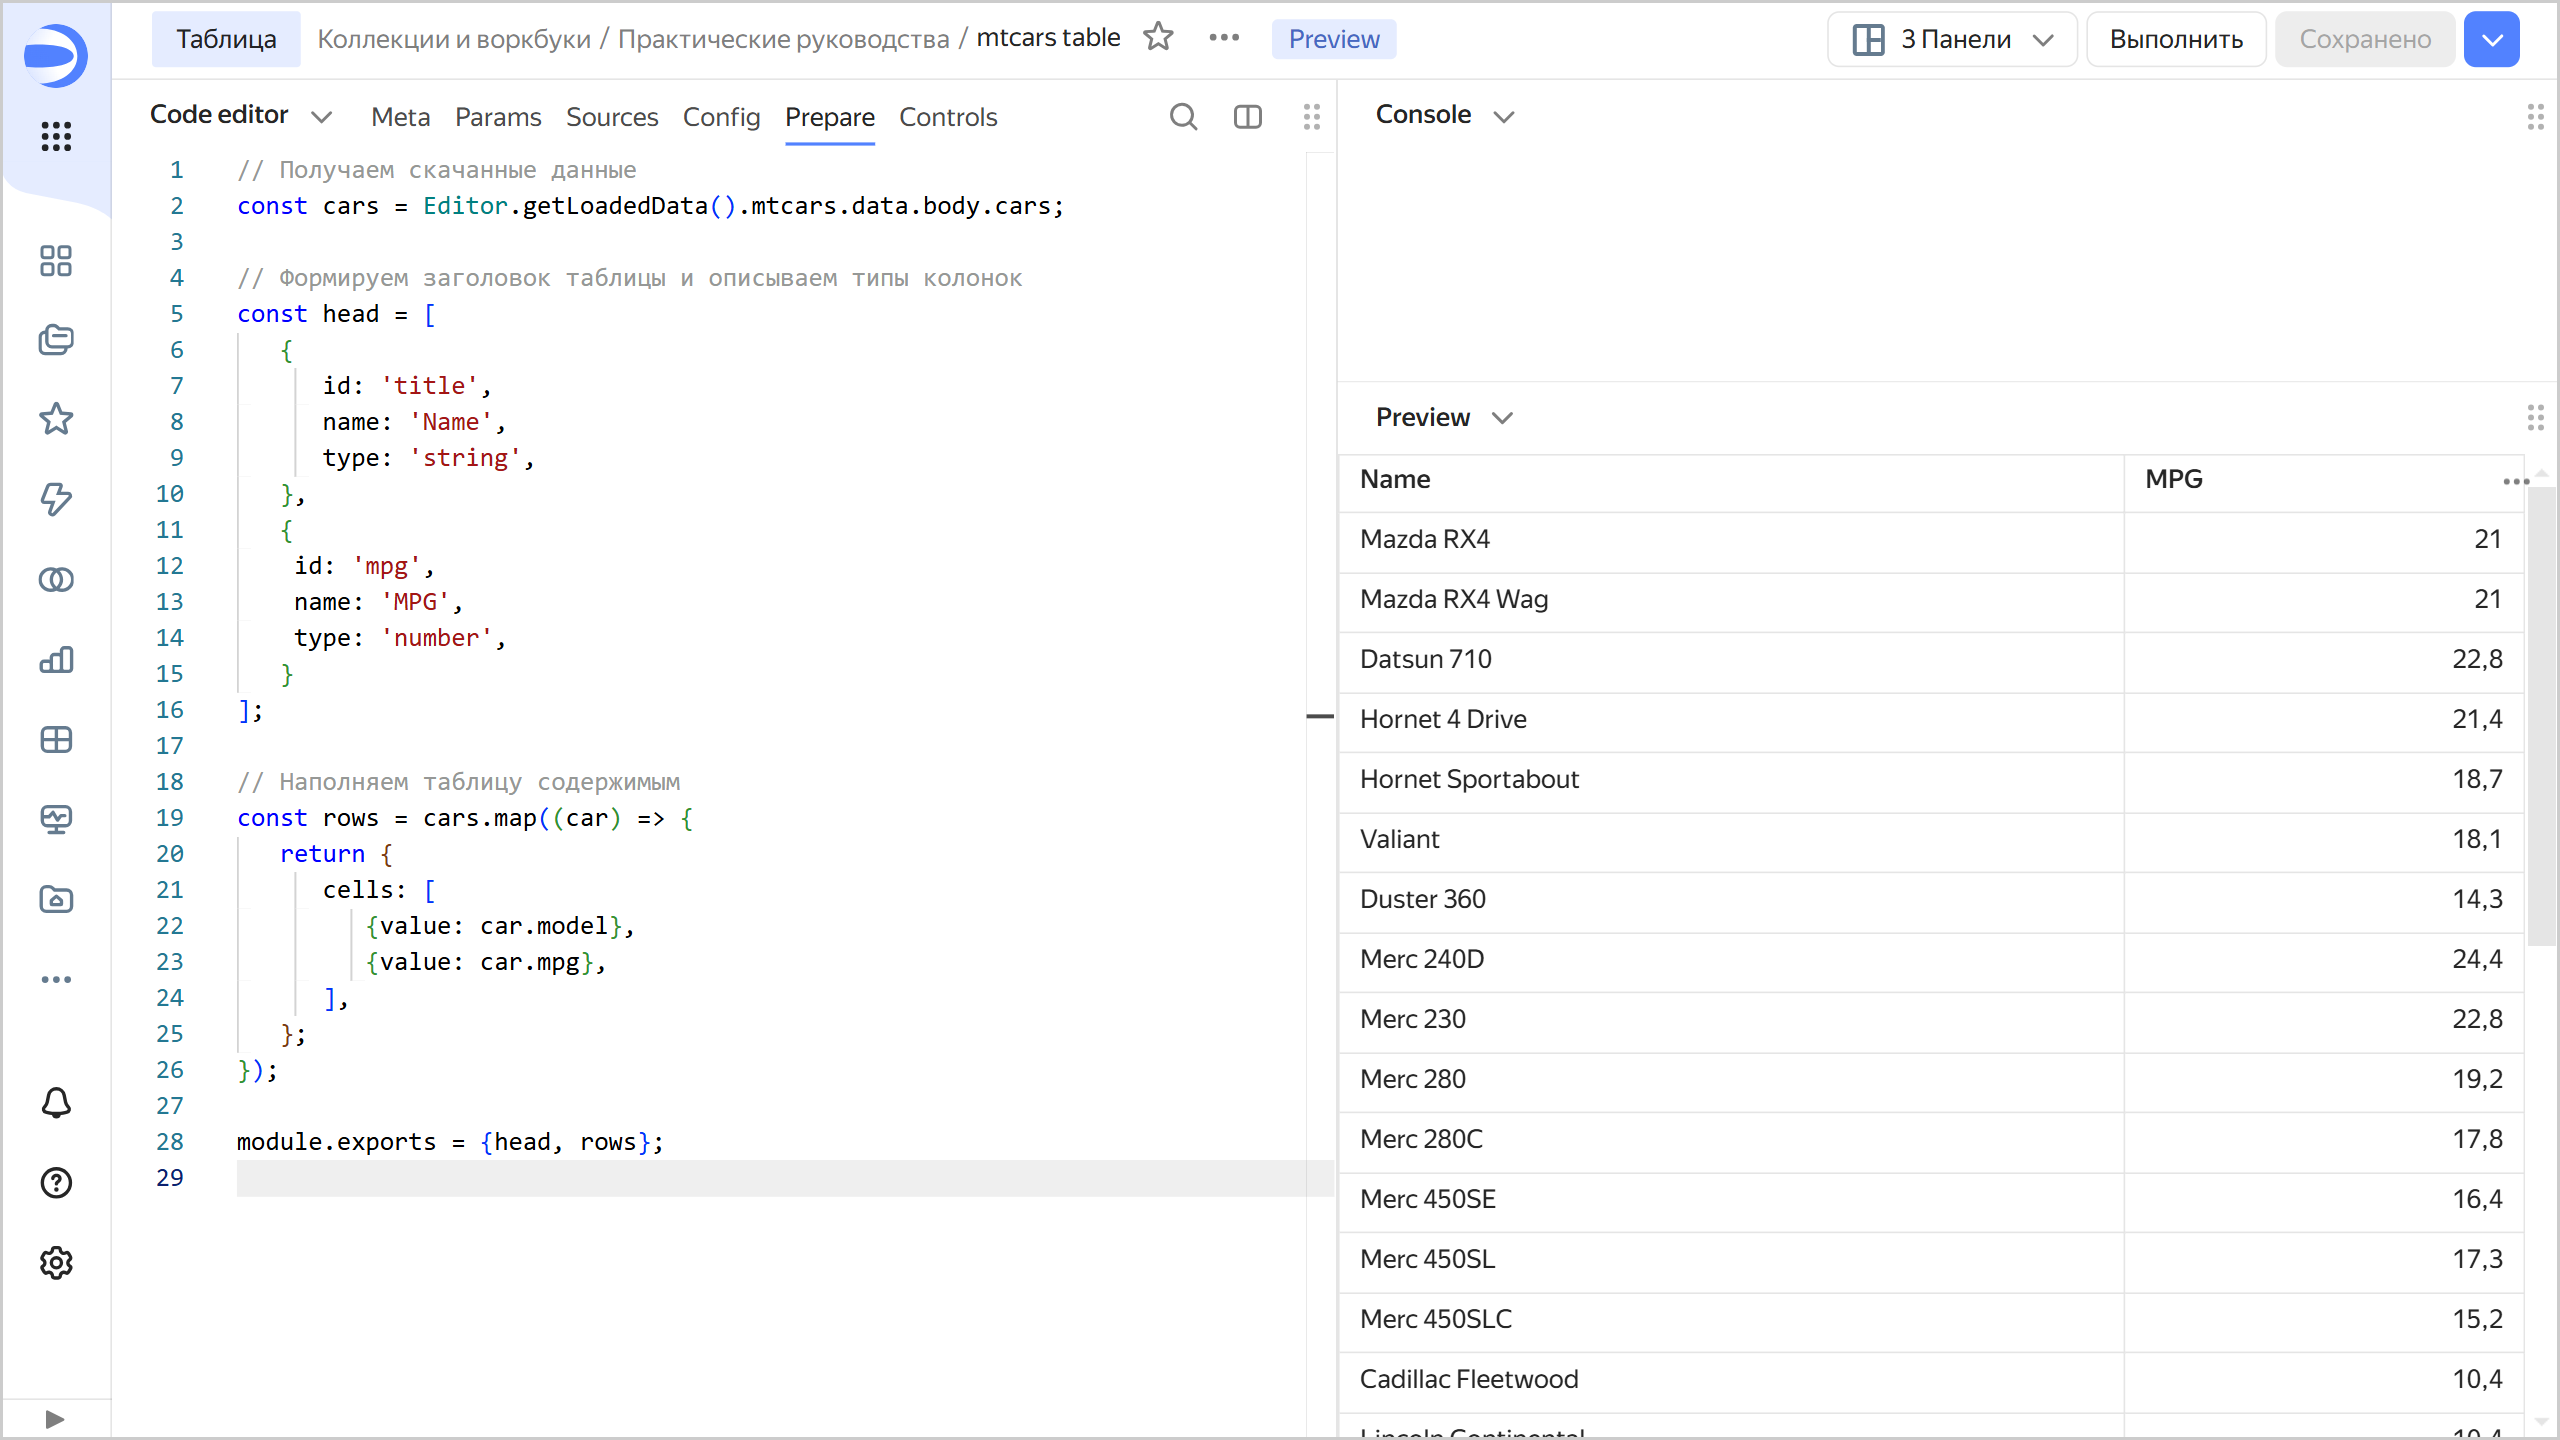 Таблица Коллекции и воркбуки / Практические руководства / mtcars table Preview 3 Панели Выполнить Сохранено
Code editor Meta Params Sources Config Prepare Controls
1 // Получаем скачанные данные
2 const cars = Editor.getLoadedData().mtcars.data.body.cars;
3
4 // Формируем заголовок таблицы и описываем типы колонок
5 const head = [
6 {
7 id: 'title',
8 name: 'Name',
9 type: 'string',
10 },
11 {
12 id: 'mpg',
13 name: 'MPG',
14 type: 'number',
15 }
16 ];
17
18 // Наполняем таблицу содержимым
19 const rows = cars.map((car) => {
20 return {
21 cells: [
22 {value: car.model},
23 {value: car.mpg},
24 ],
25 };
26 });
27
28 module.exports = {head, rows};
29
Console
Preview
Name MPG
Mazda RX4 21
Mazda RX4 Wag 21
Datsun 710 22,8
Hornet 4 Drive 21,4
Hornet Sportabout 18,7
Valiant 18,1
Duster 360 14,3
Merc 240D 24,4
Merc 230 22,8
Merc 280 19,2
Merc 280C 17,8
Merc 450SE 16,4
Merc 450SL 17,3
Merc 450SLC 15,2
Cadillac Fleetwood 10,4
Lincoln Continental 10,4